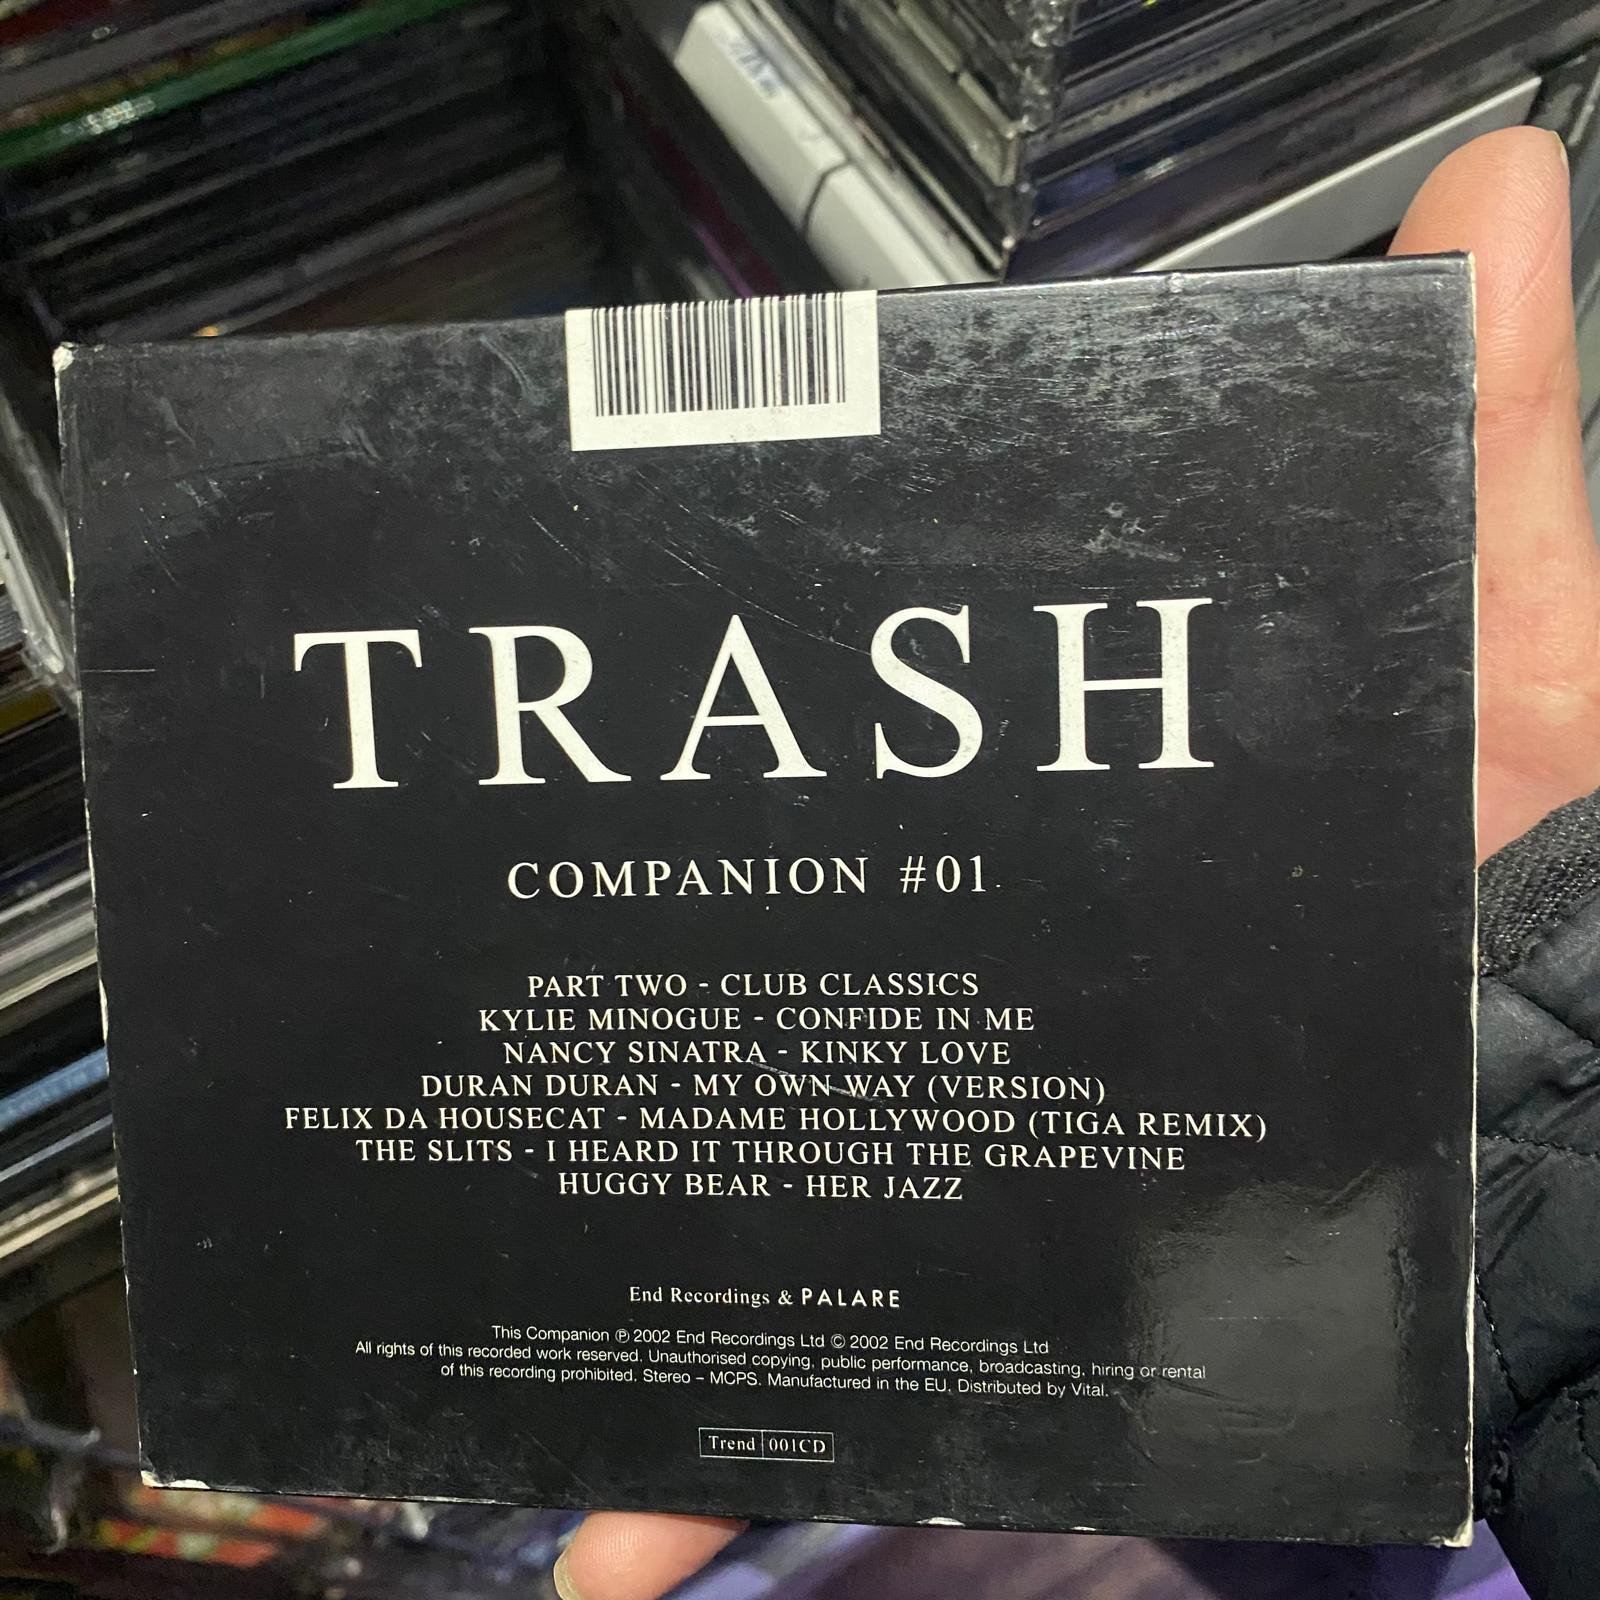 TRASH
COMPANION #01
PART TWO - CLUB CLASSICS
KYLIE MINOGUE - CONFIDE IN ME
NANCY SINATRA - KINKY LOVE
DURAN DURAN - MY OWN WAY (VERSION)
FELIX DA HOUSECAT - MADAME HOLLYWOOD (TIGA REMIX)
THE SLITS - I HEARD IT THROUGH THE GRAPEVINE
HUGGY BEAR - HER JAZZ
End Recordings & PALARE
This Companion ℗ 2002 End Recordings Ltd © 2002 End Recordings Ltd
All rights of this recorded work reserved. Unauthorised copying, public performance, broadcasting, hiring or rental
of this recording prohibited. Stereo – MCPS. Manufactured in the EU. Distributed by Vital.
Trend 001CD